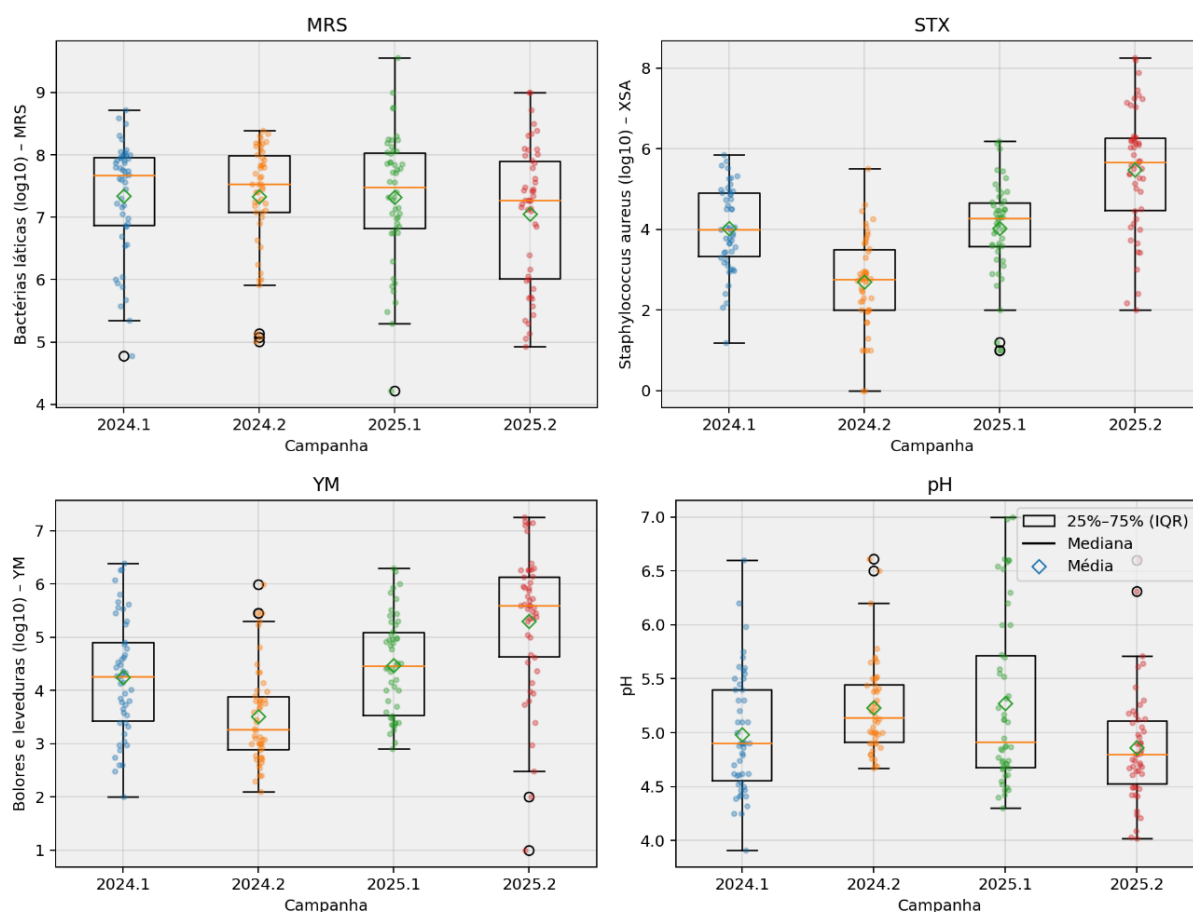 MRS
Bactérias láticas (log10) – MRS
9
8
7
6
5
4
2024.1
2024.2
2025.1
2025.2
Campanha
STX
Staphylococcus aureus (log10) – XSA
8
6
4
2
0
2024.1
2024.2
2025.1
2025.2
Campanha
YM
Bolores e leveduras (log10) – YM
7
6
5
4
3
2
1
2024.1
2024.2
2025.1
2025.2
Campanha
pH
pH
7.0
6.5
6.0
5.5
5.0
4.5
4.0
25%–75% (IQR)
Mediana
Média
2024.1
2024.2
2025.1
2025.2
Campanha